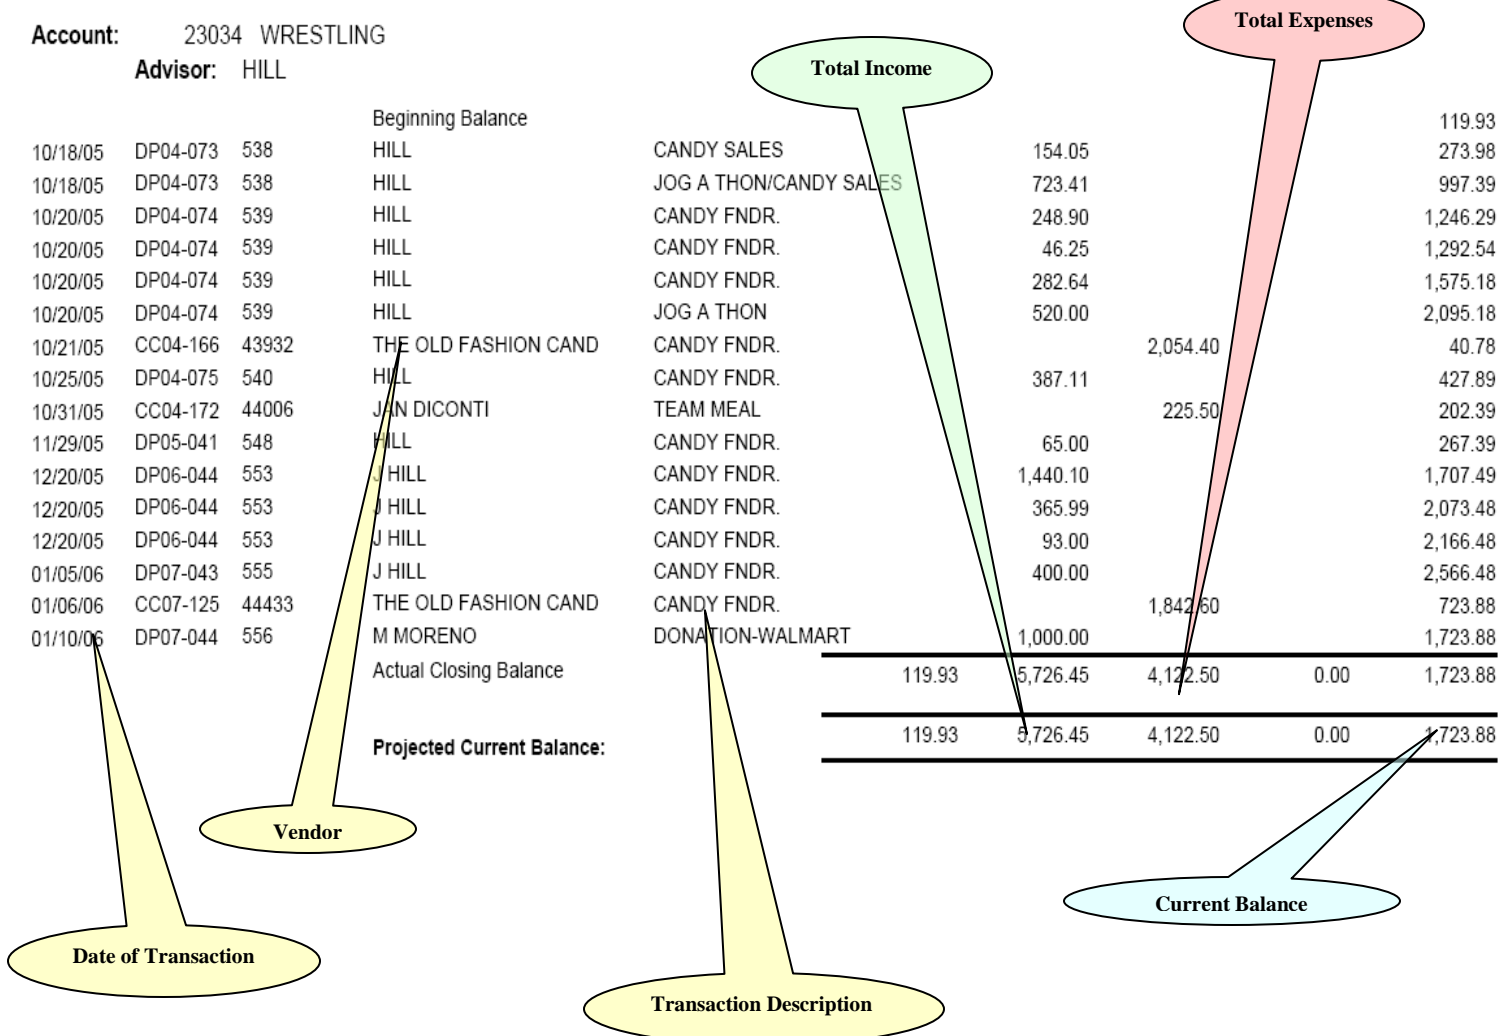 Total Expenses
Account: 23034 WRESTLING
Total Income
Advisor: HILL
Beginning Balance 119.93
10/18/05 DP04-073 538 HILL CANDY SALES 154.05 273.98
10/18/05 DP04-073 538 HILL JOG A THON/CANDY SALES 723.41 997.39
10/20/05 DP04-074 539 HILL CANDY FNDR. 248.90 1,246.29
10/20/05 DP04-074 539 HILL CANDY FNDR. 46.25 1,292.54
10/20/05 DP04-074 539 HILL CANDY FNDR. 282.64 1,575.18
10/20/05 DP04-074 539 HILL JOG A THON 520.00 2,095.18
10/21/05 CC04-166 43932 THE OLD FASHION CAND CANDY FNDR. 2,054.40 40.78
10/25/05 DP04-075 540 HILL CANDY FNDR. 387.11 427.89
10/31/05 CC04-172 44006 JAN DICONTI TEAM MEAL 225.50 202.39
11/29/05 DP05-041 548 HILL CANDY FNDR. 65.00 267.39
12/20/05 DP06-044 553 J HILL CANDY FNDR. 1,440.10 1,707.49
12/20/05 DP06-044 553 J HILL CANDY FNDR. 365.99 2,073.48
12/20/05 DP06-044 553 J HILL CANDY FNDR. 93.00 2,166.48
01/05/06 DP07-043 555 J HILL CANDY FNDR. 400.00 2,566.48
01/06/06 CC07-125 44433 THE OLD FASHION CAND CANDY FNDR. 1,842.60 723.88
01/10/06 DP07-044 556 M MORENO DONATION-WALMART 1,000.00 1,723.88
Actual Closing Balance 119.93 5,726.45 4,122.50 0.00 1,723.88
Projected Current Balance: 119.93 5,726.45 4,122.50 0.00 1,723.88
Vendor
Current Balance
Date of Transaction
Transaction Description